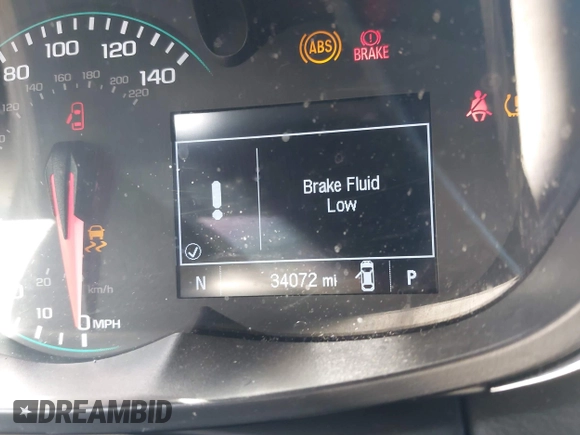 80
100
120
140
120
140
160
180
200
220
ABS
BRAKE
Brake Fluid
Low
N
34072 mi
P
20
km/h
10
0 MPH
DREAMBID